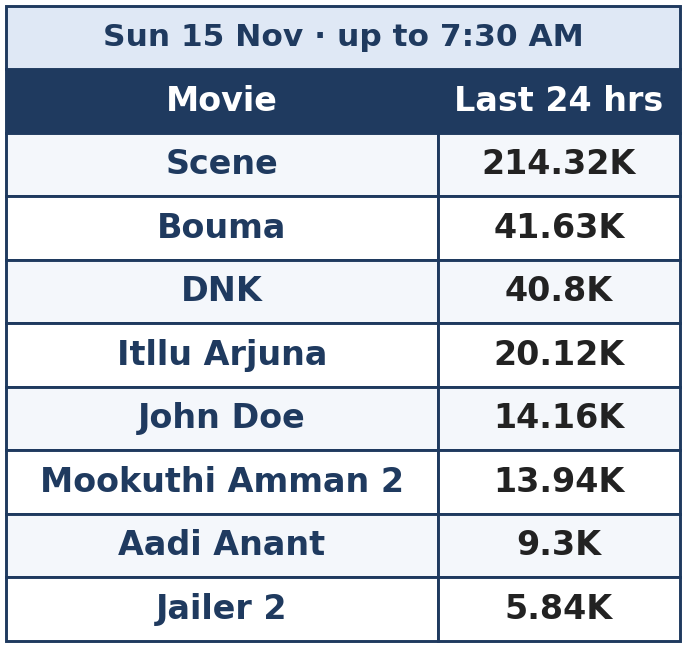 Sun 15 Nov · up to 7:30 AM
Movie Last 24 hrs
Scene 214.32K
Bouma 41.63K
DNK 40.8K
Itllu Arjuna 20.12K
John Doe 14.16K
Mookuthi Amman 2 13.94K
Aadi Anant 9.3K
Jailer 2 5.84K